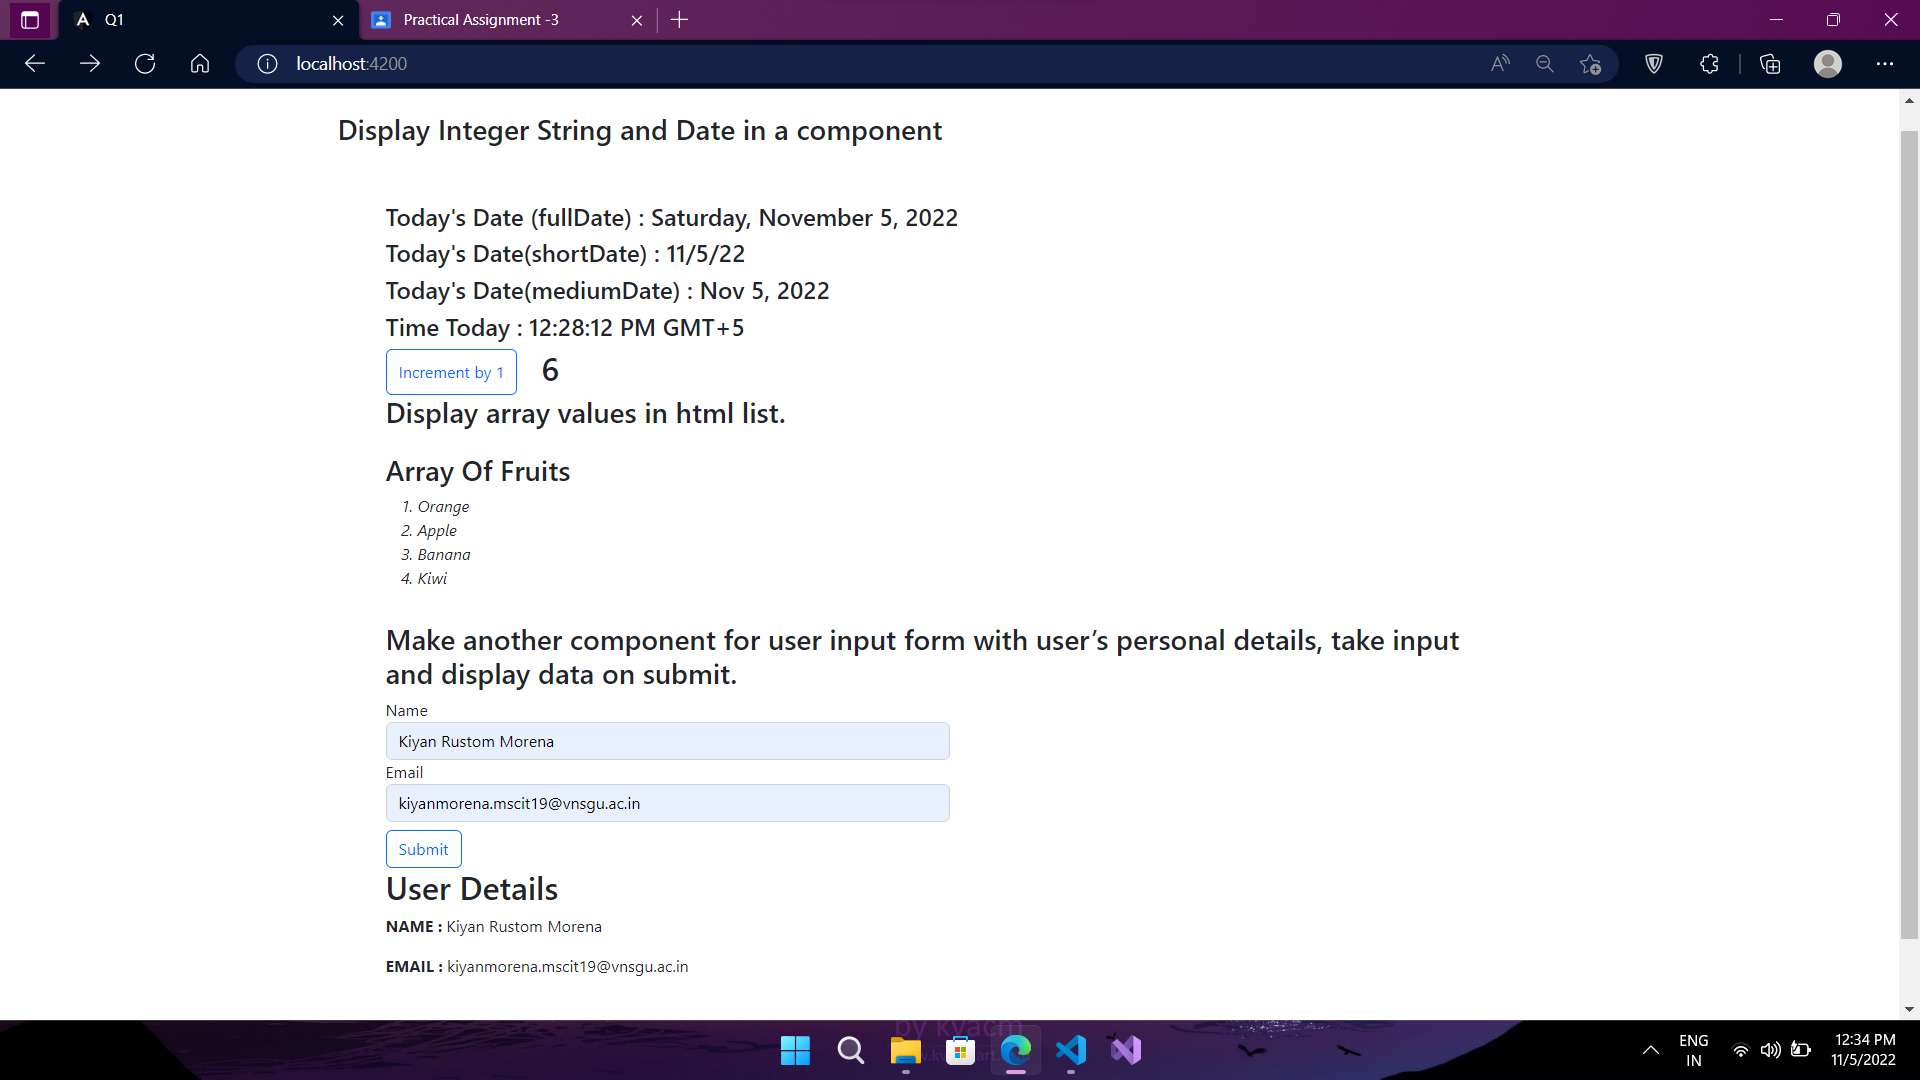 Q1
Practical Assignment -3
localhost:4200
Display Integer String and Date in a component
Today's Date (fullDate) : Saturday, November 5, 2022
Today's Date(shortDate) : 11/5/22
Today's Date(mediumDate) : Nov 5, 2022
Time Today : 12:28:12 PM GMT+5
Increment by 1 6
Display array values in html list.
Array Of Fruits
1. Orange
2. Apple
3. Banana
4. Kiwi
Make another component for user input form with user’s personal details, take input
and display data on submit.
Name
Kiyan Rustom Morena
Email
kiyanmorena.mscit19@vnsgu.ac.in
Submit
User Details
NAME : Kiyan Rustom Morena
EMAIL : kiyanmorena.mscit19@vnsgu.ac.in
ENG
IN
12:34 PM
11/5/2022